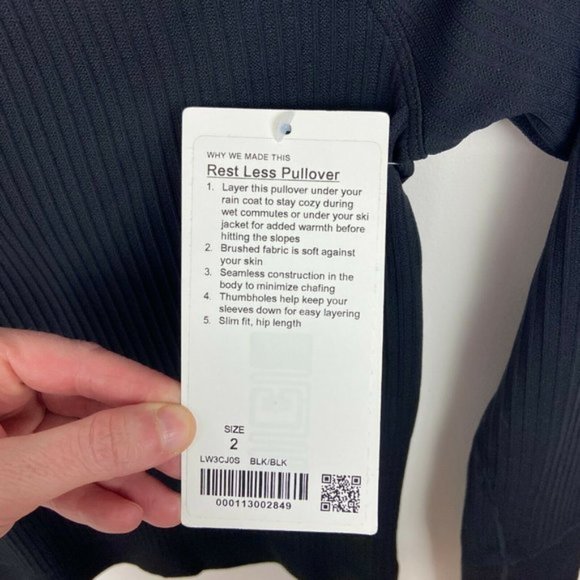 WHY WE MADE THIS
Rest Less Pullover
1. Layer this pullover under your
rain coat to stay cozy during
wet commutes or under your ski
jacket for added warmth before
hitting the slopes
2. Brushed fabric is soft against
your skin
3. Seamless construction in the
body to minimize chafing
4. Thumbholes help keep your
sleeves down for easy layering
5. Slim fit, hip length
SIZE
2
LW3CJ0S BLK/BLK
000113002849